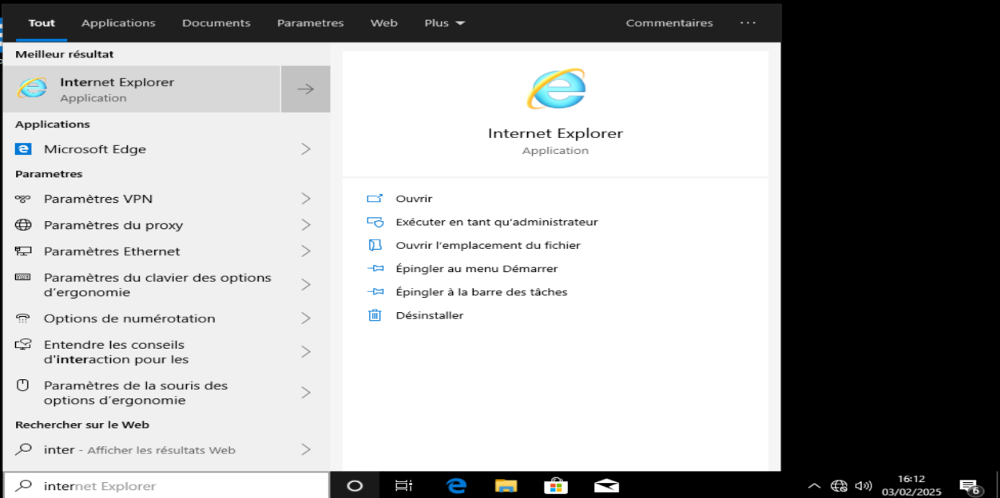 Tout Applications Documents Parametres Web Plus Commentaires ...
Meilleur résultat
Internet Explorer
Application
Applications
Microsoft Edge
Parametres
Paramètres VPN
Paramètres du proxy
Paramètres Ethernet
Paramètres du clavier des options
d'ergonomie
Options de numérotation
Entendre les conseils
d'interaction pour les
Paramètres de la souris des
options d'ergonomie
Rechercher sur le Web
inter - Afficher les résultats Web
internet Explorer
Internet Explorer
Application
Ouvrir
Exécuter en tant qu'administrateur
Ouvrir l'emplacement du fichier
Épingler au menu Démarrer
Épingler à la barre des tâches
Désinstaller
16:12
03/02/2025
6